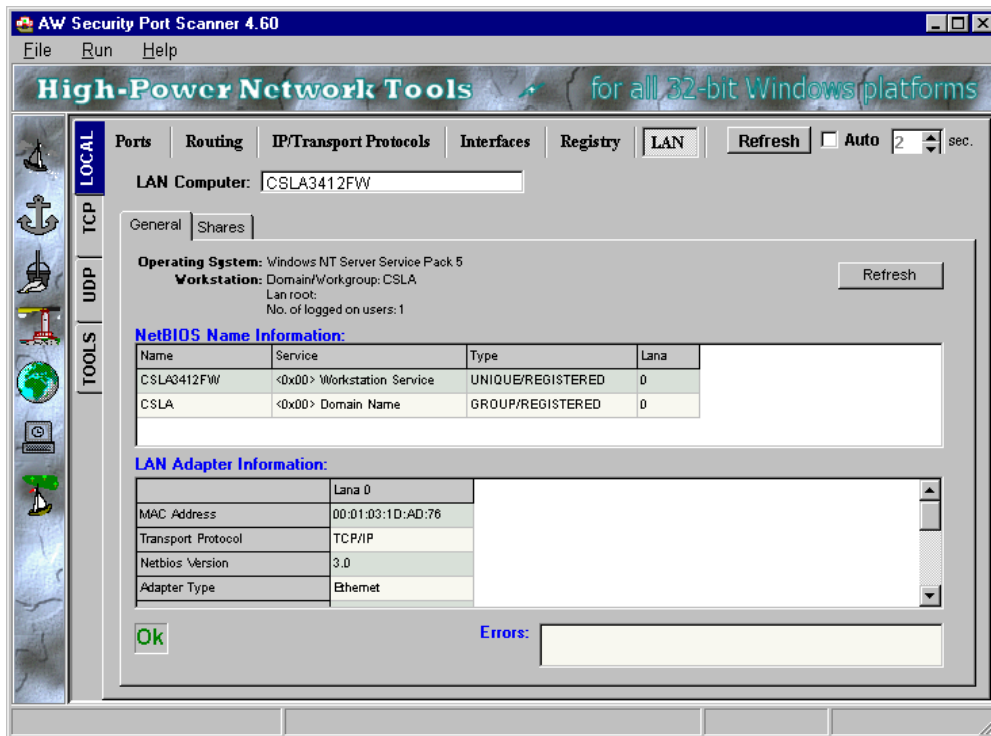 AW Security Port Scanner 4.60
File Run Help
High-Power Network Tools for all 32-bit Windows platforms
LOCAL
TCP
UDP
TOOLS
Ports Routing IP/Transport Protocols Interfaces Registry LAN Refresh Auto 2 sec.
LAN Computer: CSLA3412FW
General Shares
Operating System: Windows NT Server Service Pack 5
Workstation: Domain/Workgroup: CSLA
Lan root:
No. of logged on users: 1
Refresh
NetBIOS Name Information:
Name Service Type Lana
CSLA3412FW <0x00> Workstation Service UNIQUE/REGISTERED 0
CSLA <0x00> Domain Name GROUP/REGISTERED 0
LAN Adapter Information:
Lana 0
MAC Address 00:01:03:1D:AD:76
Transport Protocol TCP/IP
Netbios Version 3.0
Adapter Type Ethernet
Ok Errors: